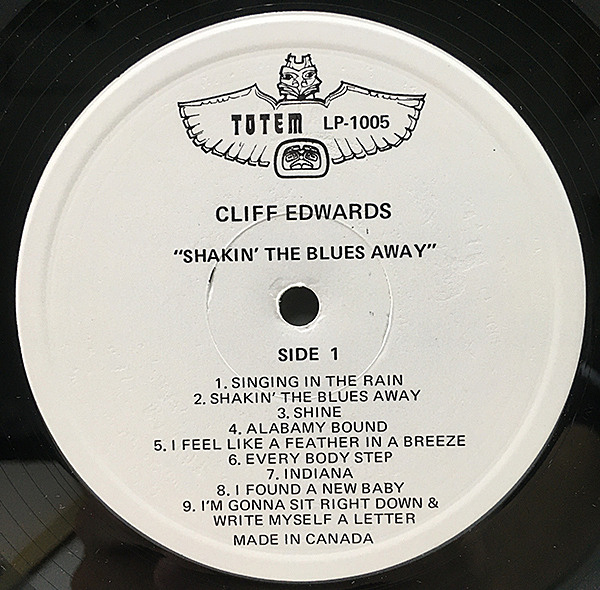 TOTEM LP-1005
CLIFF EDWARDS
"SHAKIN' THE BLUES AWAY"
SIDE 1
1. SINGING IN THE RAIN
2. SHAKIN' THE BLUES AWAY
3. SHINE
4. ALABAMY BOUND
5. I FEEL LIKE A FEATHER IN A BREEZE
6. EVERY BODY STEP
7. INDIANA
8. I FOUND A NEW BABY
9. I'M GONNA SIT RIGHT DOWN &
WRITE MYSELF A LETTER
MADE IN CANADA